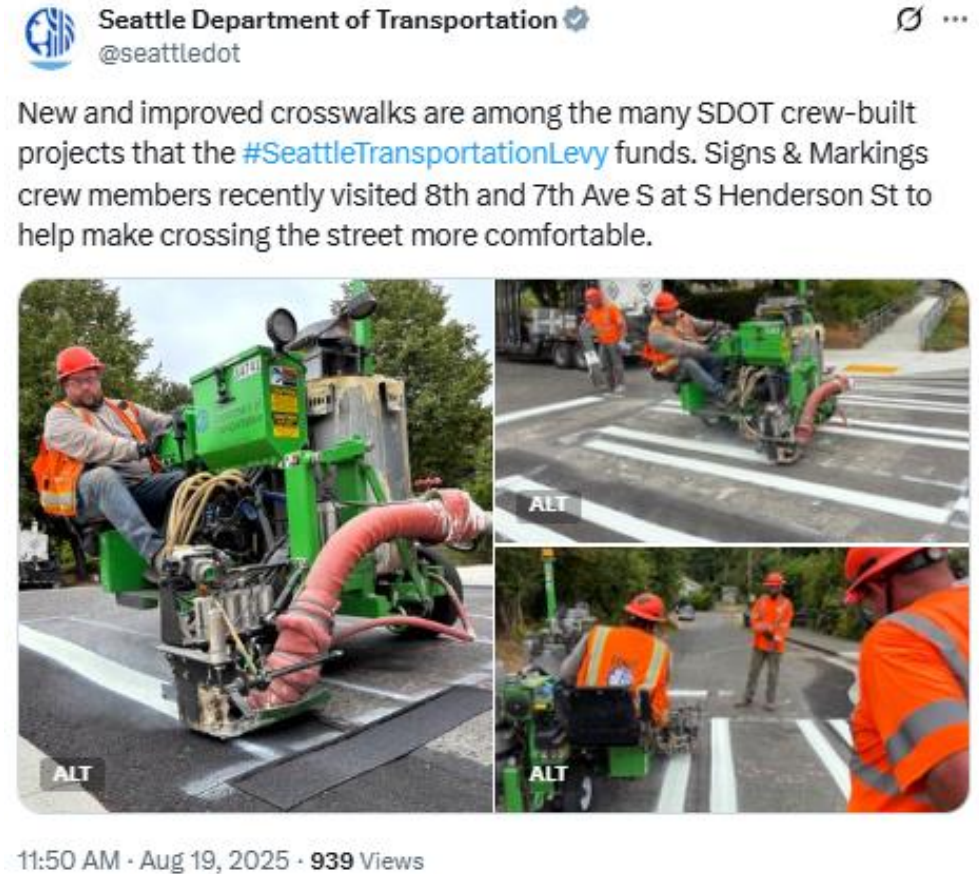 Seattle Department of Transportation
@seattledot
New and improved crosswalks are among the many SDOT crew-built
projects that the #SeattleTransportationLevy funds. Signs & Markings
crew members recently visited 8th and 7th Ave S at S Henderson St to
help make crossing the street more comfortable.
ALT
ALT
ALT
11:50 AM · Aug 19, 2025 · 939 Views